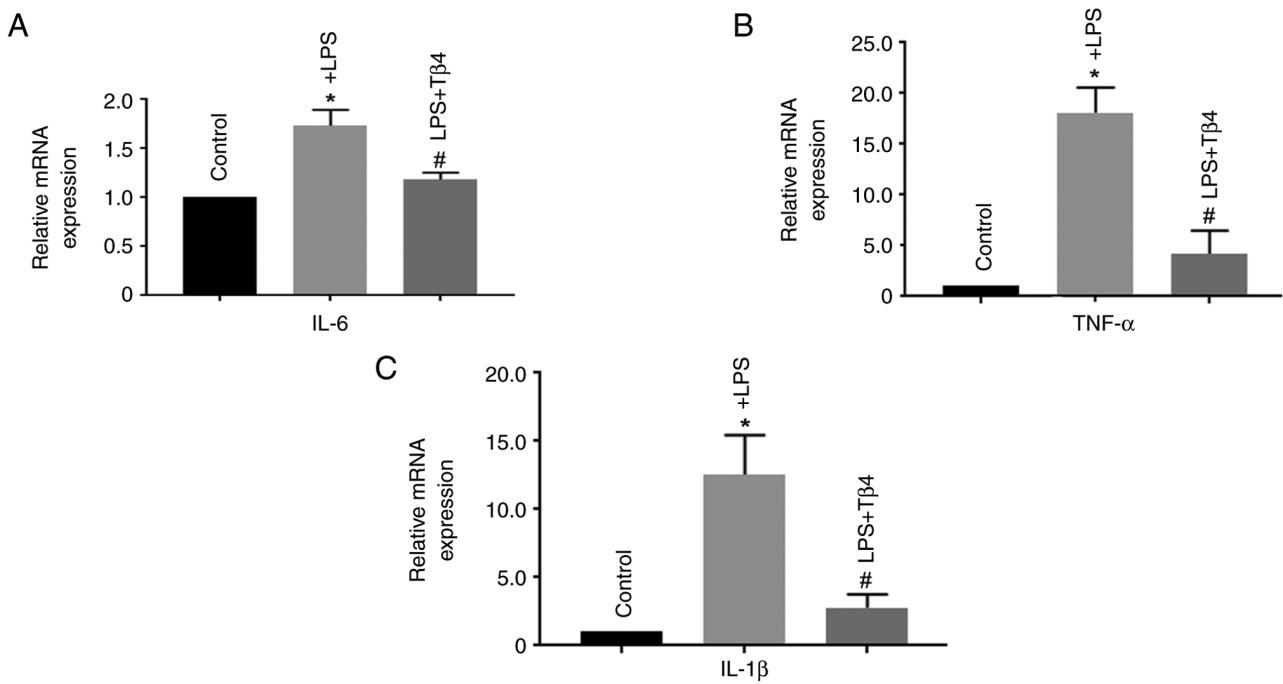 A
Relative mRNA
expression
2.0
1.5
1.0
0.5
0
Control
* +LPS
# LPS+Tβ4
IL-6
B
Relative mRNA
expression
25.0
20.0
15.0
10.0
5.0
0
Control
* +LPS
# LPS+Tβ4
TNF-α
C
Relative mRNA
expression
20.0
15.0
10.0
5.0
0
Control
* +LPS
# LPS+Tβ4
IL-1β